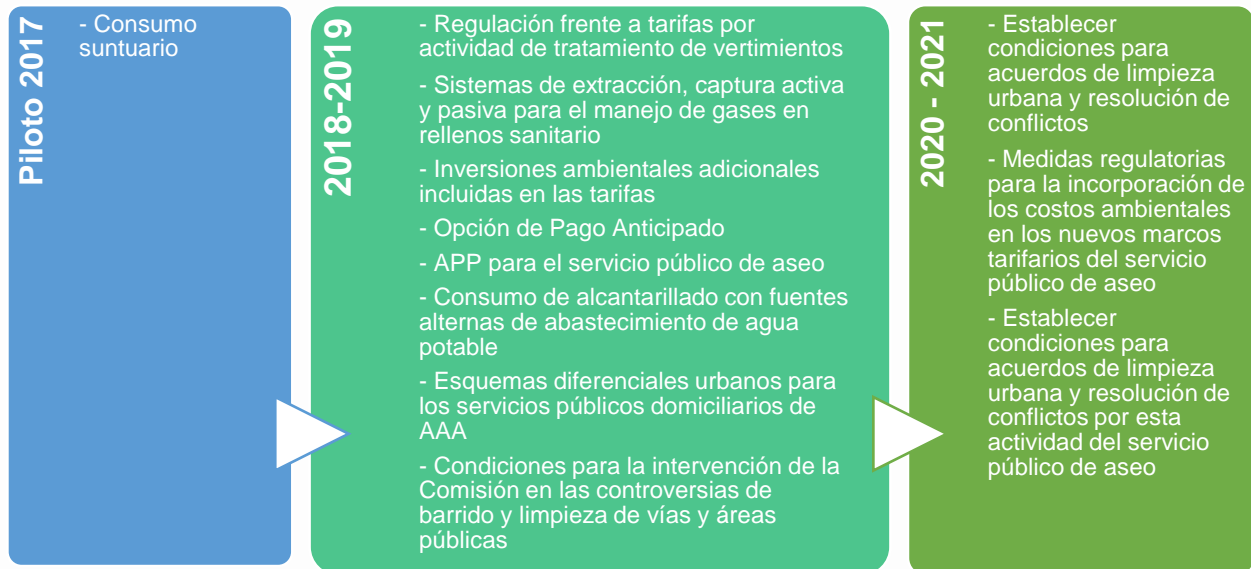 Piloto 2017
- Consumo
suntuario
2018-2019
- Regulación frente a tarifas por
actividad de tratamiento de vertimientos
- Sistemas de extracción, captura activa
y pasiva para el manejo de gases en
rellenos sanitario
- Inversiones ambientales adicionales
incluidas en las tarifas
- Opción de Pago Anticipado
- APP para el servicio público de aseo
- Consumo de alcantarillado con fuentes
alternas de abastecimiento de agua
potable
- Esquemas diferenciales urbanos para
los servicios públicos domiciliarios de
AAA
- Condiciones para la intervención de la
Comisión en las controversias de
barrido y limpieza de vías y áreas
públicas
2020 - 2021
- Establecer
condiciones para
acuerdos de limpieza
urbana y resolución de
conflictos
- Medidas regulatorias
para la incorporación de
los costos ambientales
en los nuevos marcos
tarifarios del servicio
público de aseo
- Establecer
condiciones para
acuerdos de limpieza
urbana y resolución de
conflictos por esta
actividad del servicio
público de aseo